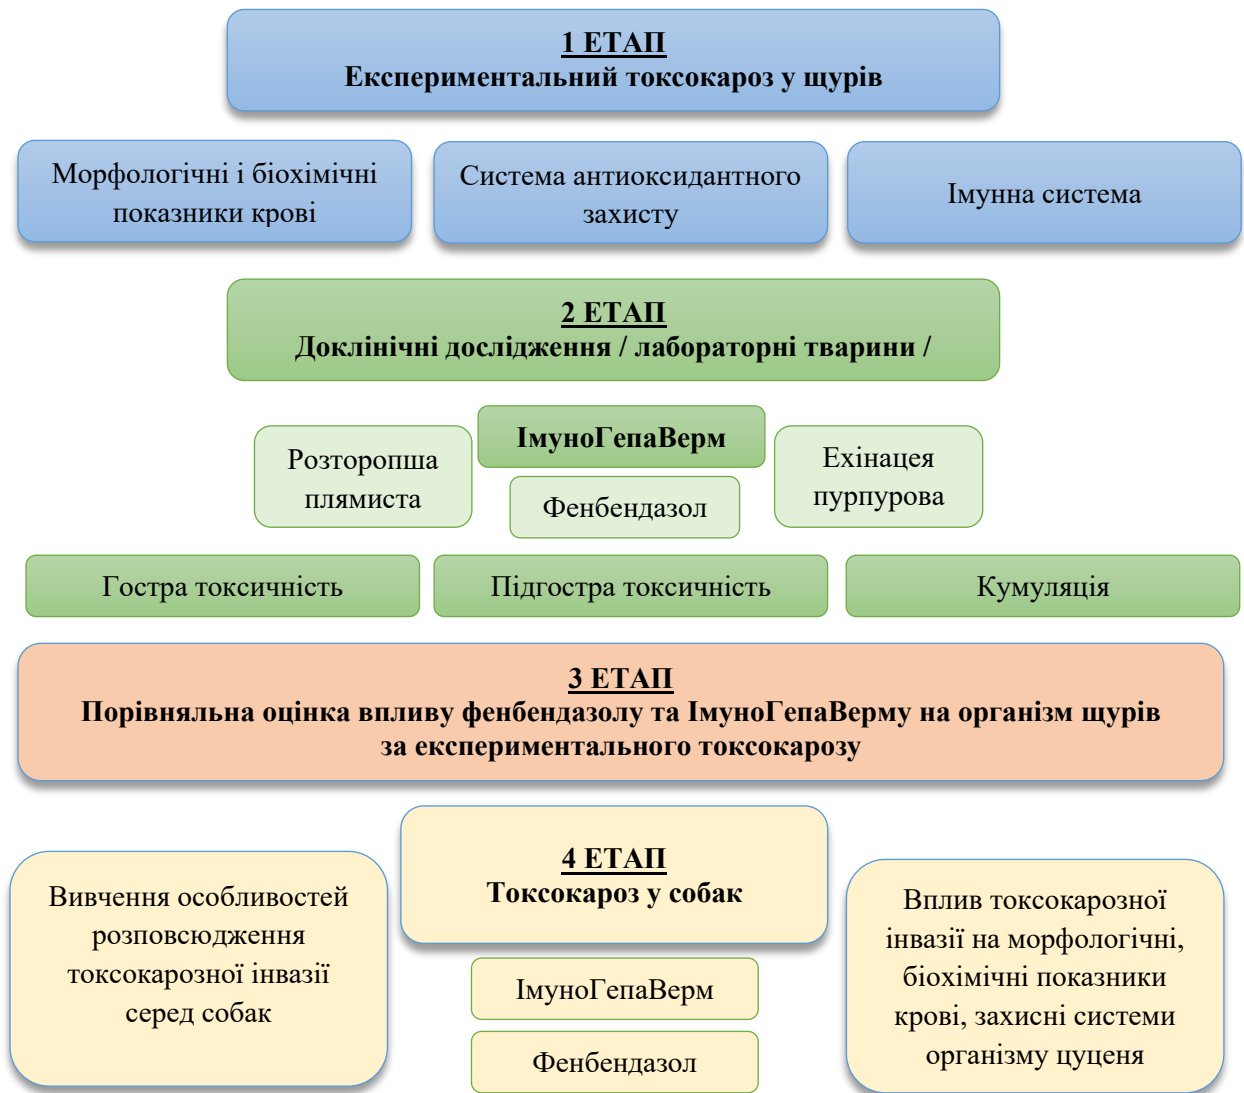 1 ЕТАП
Експериментальний токсокароз у щурів
Морфологічні і біохімічні
показники крові
Система антиоксидантного
захисту
Імунна система
2 ЕТАП
Доклінічні дослідження / лабораторні тварини /
ІмуноГепаВерм
Розторопша
плямиста
Фенбендазол
Ехінацея
пурпурова
Гостра токсичність
Підгостра токсичність
Кумуляція
3 ЕТАП
Порівняльна оцінка впливу фенбендазолу та ІмуноГепаВерму на організм щурів
за експериментального токсокарозу
4 ЕТАП
Токсокароз у собак
Вивчення особливостей
розповсюдження
токсокарозної інвазії
серед собак
ІмуноГепаВерм
Фенбендазол
Вплив токсокарозної
інвазії на морфологічні,
біохімічні показники
крові, захисні системи
організму цуценя